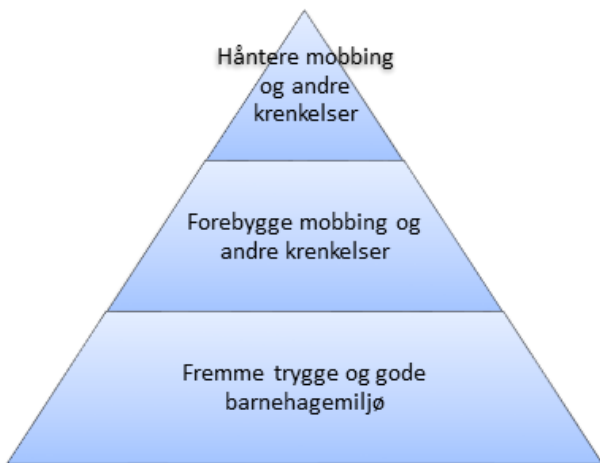 Håntere mobbing
og andre
krenkelser
Forebygge mobbing og
andre krenkelser
Fremme trygge og gode
barnehagemiljø